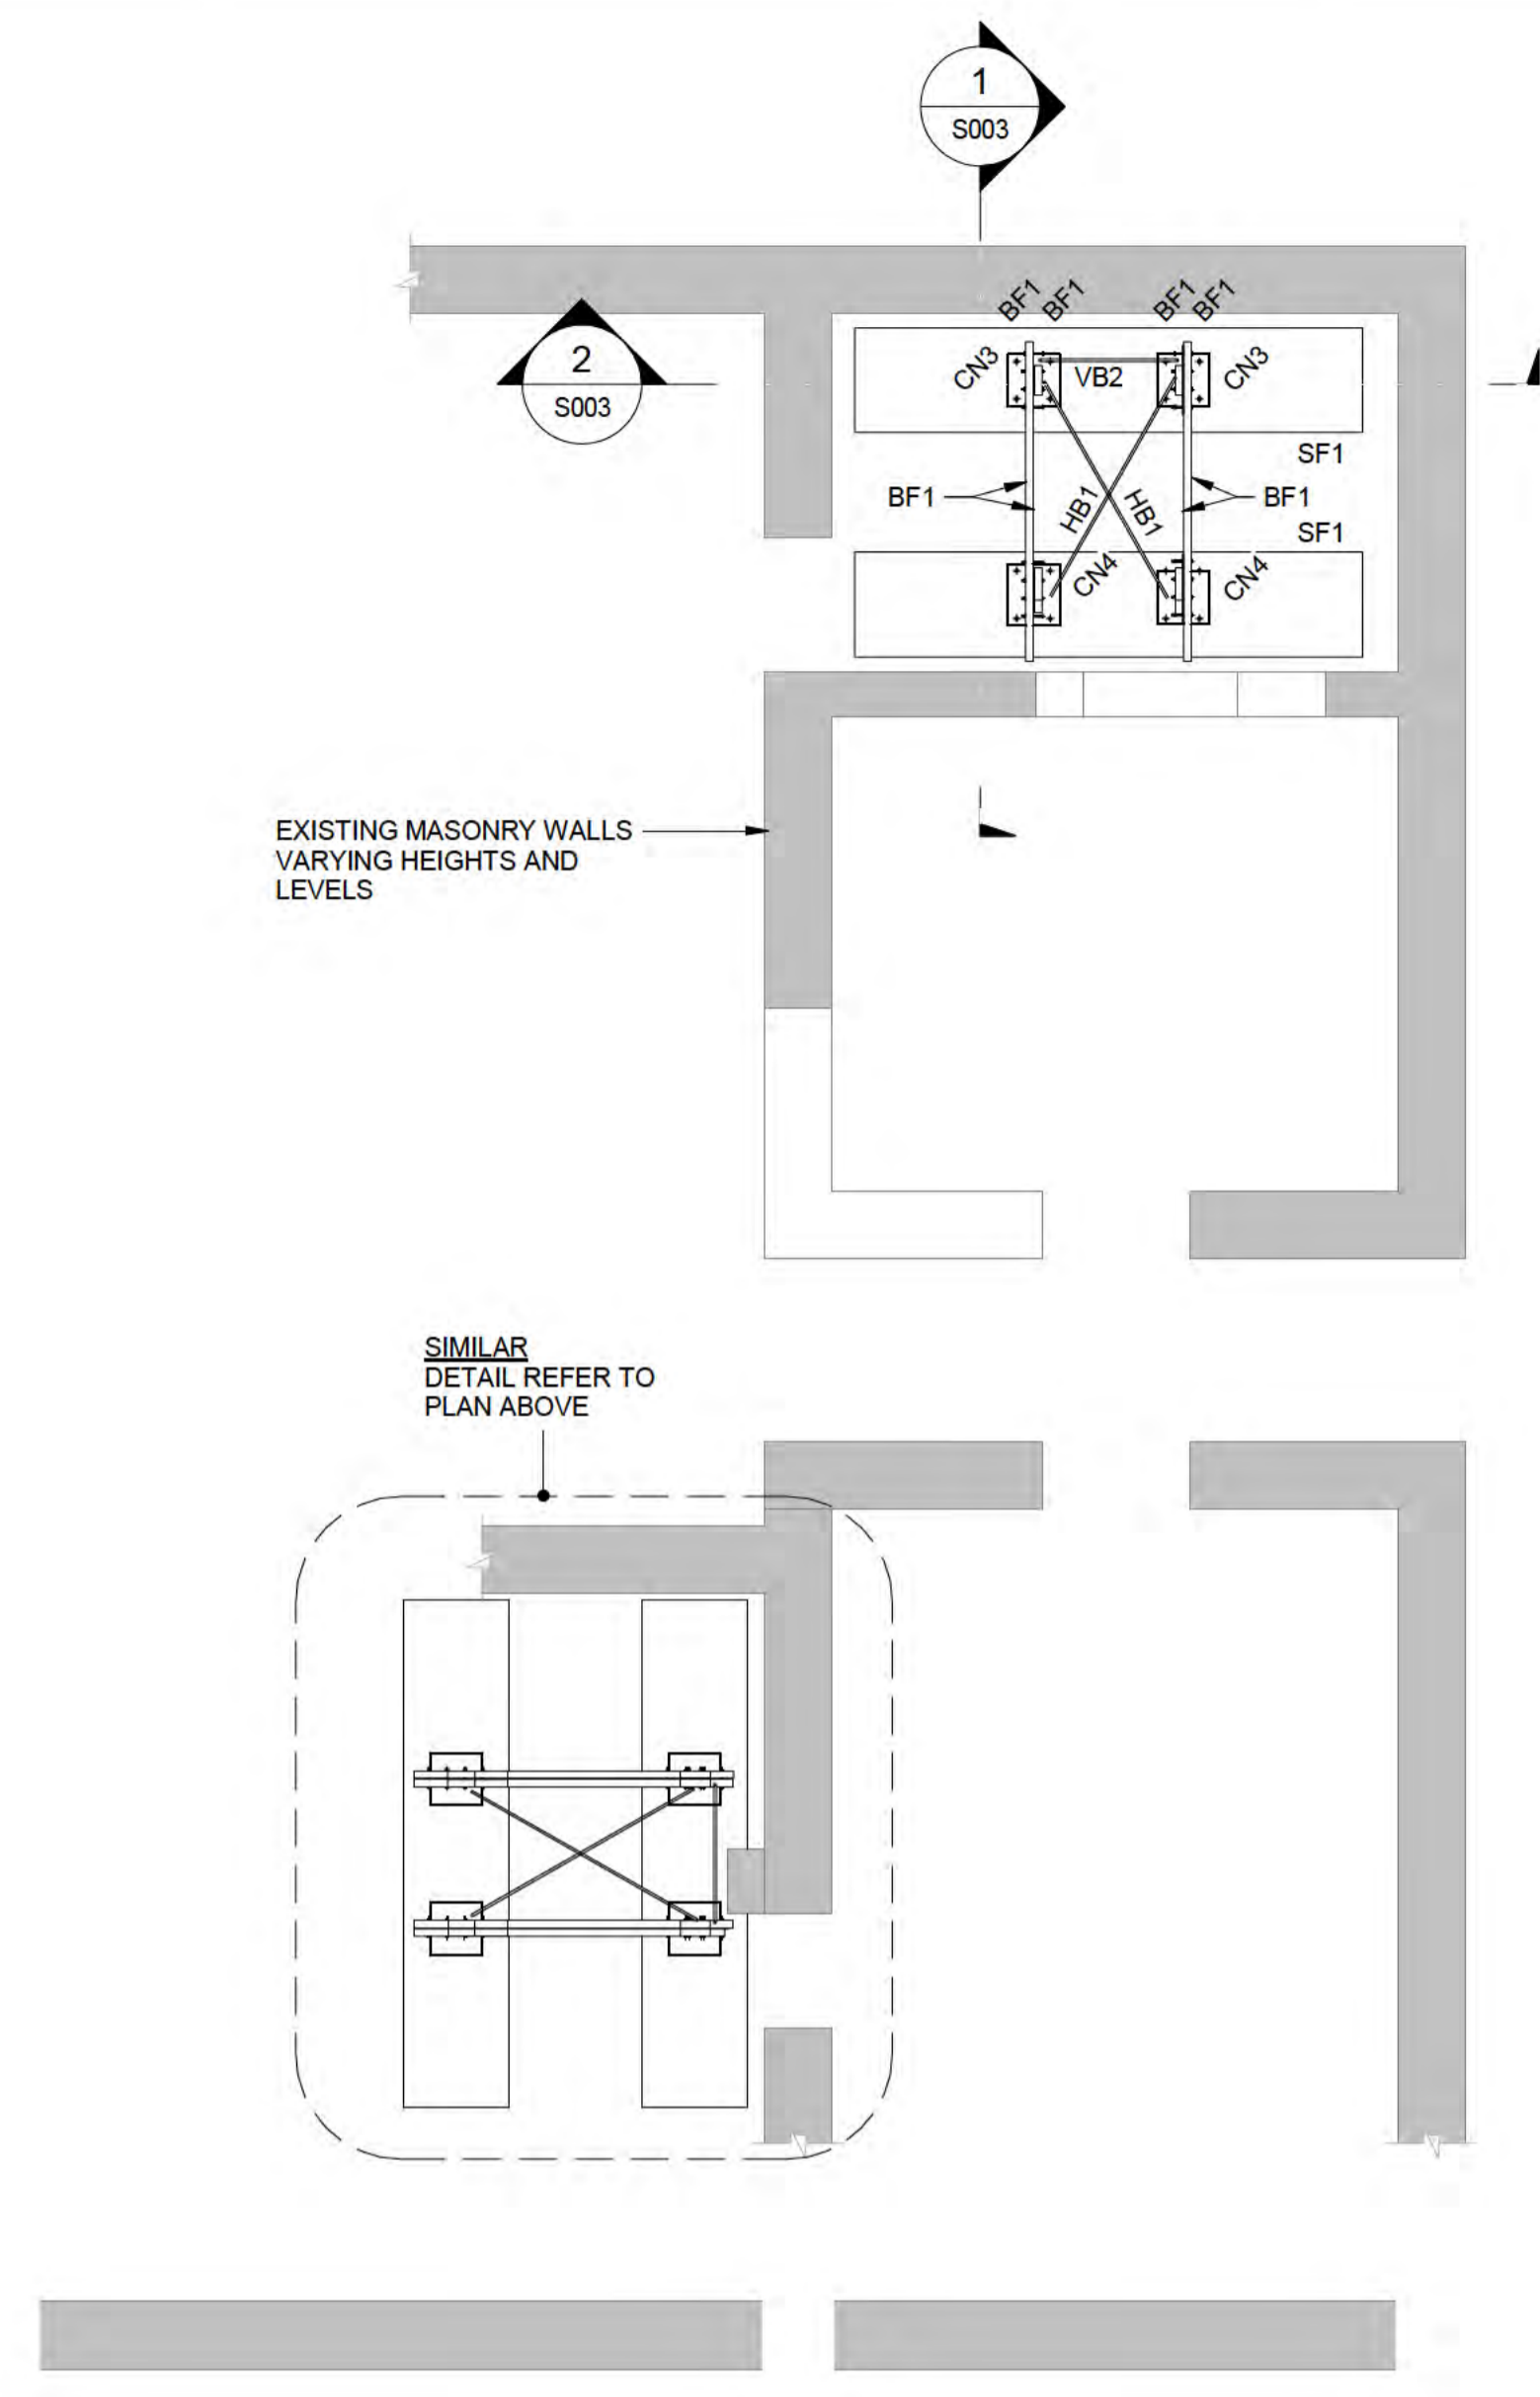 1
S003
BF1
BF1
BF1
BF1
2
S003
CN3
VB2
CN3
SF1
BF1
HB1
HB1
BF1
SF1
CN4
CN4
EXISTING MASONRY WALLS
VARYING HEIGHTS AND
LEVELS
SIMILAR
DETAIL REFER TO
PLAN ABOVE